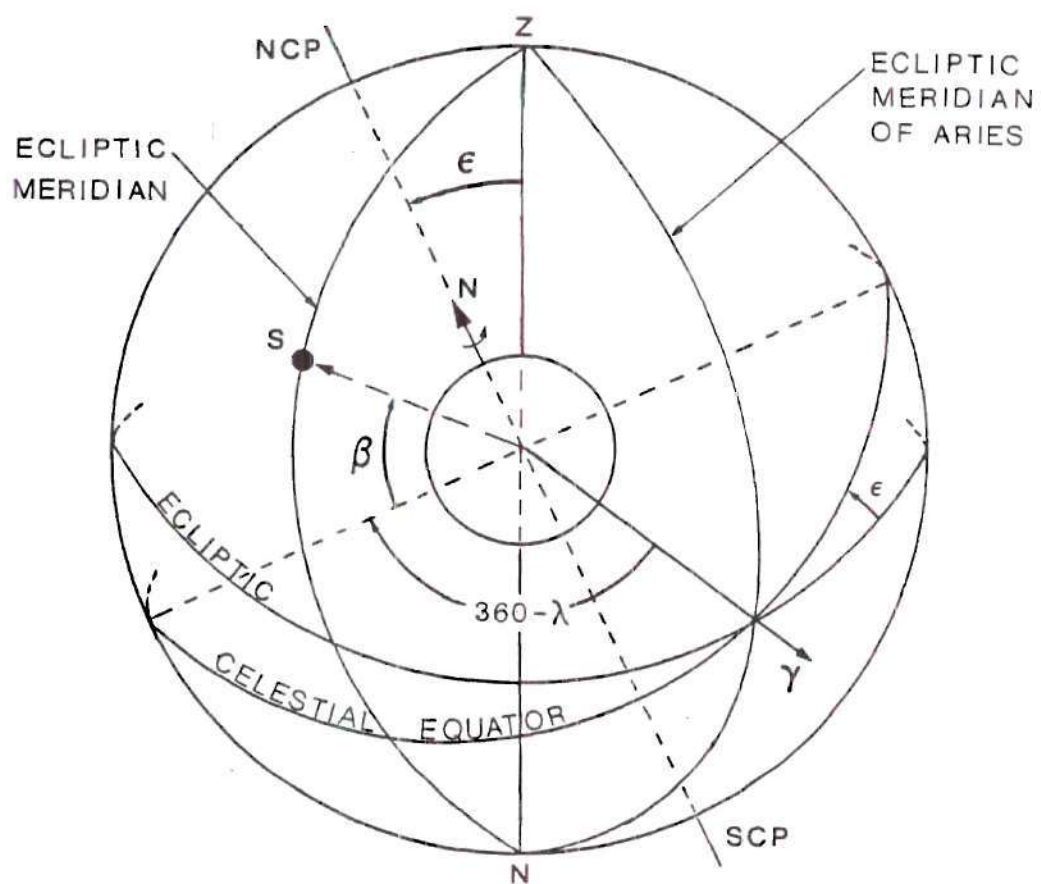 Z
NCP
ECLIPTIC
MERIDIAN
OF ARIES
ECLIPTIC
MERIDIAN
ϵ
N
S
β
ϵ
ECLIPTIC
360-λ
γ
CELESTIAL EQUATOR
SCP
N